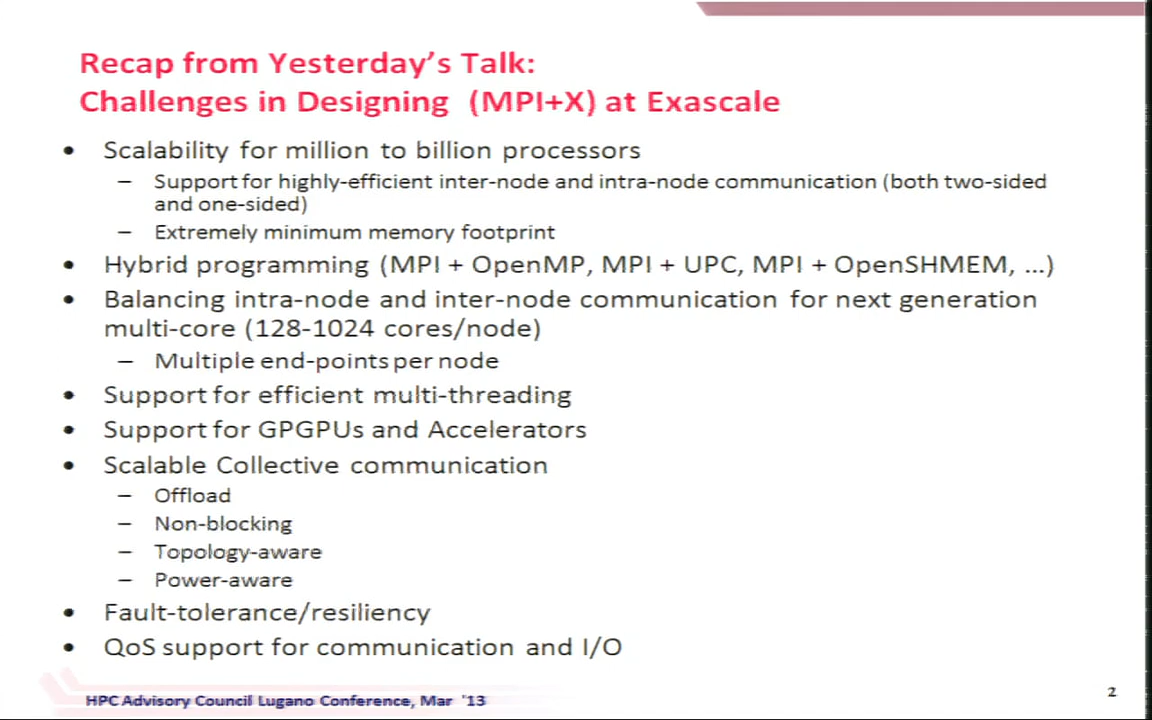 Recap from Yesterday's Talk:
Challenges in Designing (MPI+X) at Exascale
• Scalability for million to billion processors
– Support for highly-efficient inter-node and intra-node communication (both two-sided
and one-sided)
– Extremely minimum memory footprint
• Hybrid programming (MPI + OpenMP, MPI + UPC, MPI + OpenSHMEM, …)
• Balancing intra-node and inter-node communication for next generation
multi-core (128-1024 cores/node)
– Multiple end-points per node
• Support for efficient multi-threading
• Support for GPGPUs and Accelerators
• Scalable Collective communication
– Offload
– Non-blocking
– Topology-aware
– Power-aware
• Fault-tolerance/resiliency
• QoS support for communication and I/O
HPC Advisory Council Lugano Conference, Mar '13
2